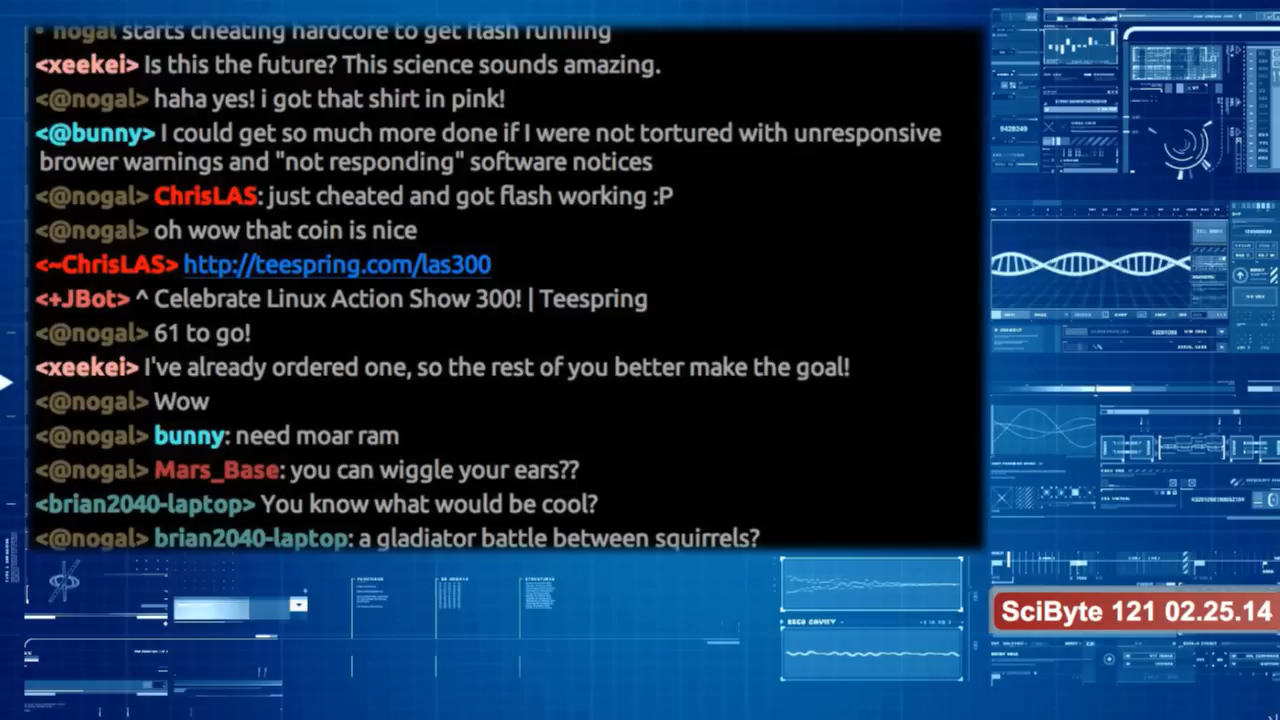 • nogal starts cheating hardcore to get flash running
<xeekei> Is this the future? This science sounds amazing.
<@nogal> haha yes! i got that shirt in pink!
<@bunny> I could get so much more done if I were not tortured with unresponsive
brower warnings and "not responding" software notices
<@nogal> ChrisLAS: just cheated and got flash working :P
<@nogal> oh wow that coin is nice
<~ChrisLAS> http://teespring.com/las300
<+JBot> ^ Celebrate Linux Action Show 300! | Teespring
<@nogal> 61 to go!
<xeekei> I've already ordered one, so the rest of you better make the goal!
<@nogal> Wow
<@nogal> bunny: need moar ram
<@nogal> Mars_Base: you can wiggle your ears??
<brian2040-laptop> You know what would be cool?
<@nogal> brian2040-laptop: a gladiator battle between squirrels?
SciByte 121 02.25.14